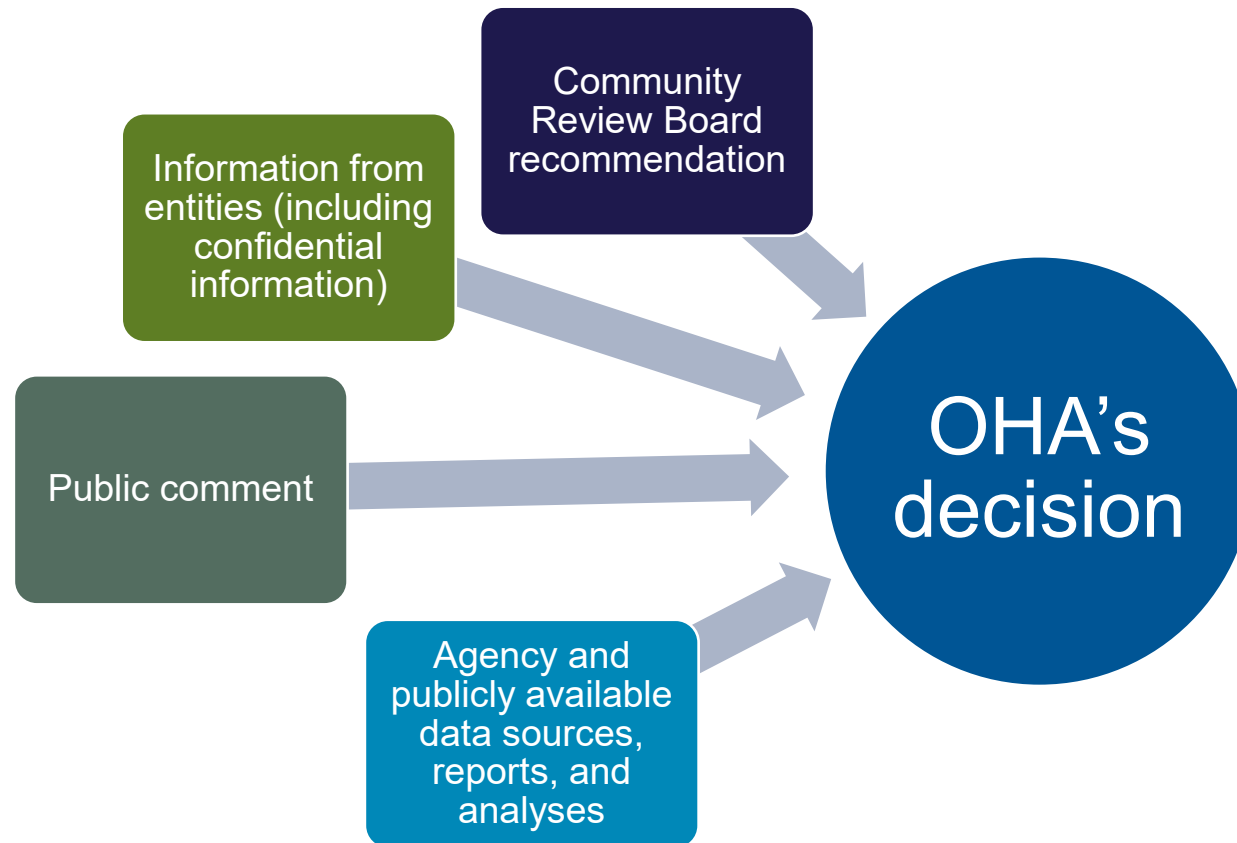 Community
Review Board
recommendation
Information from
entities (including
confidential
information)
Public comment
Agency and
publicly available
data sources,
reports, and
analyses
OHA’s
decision